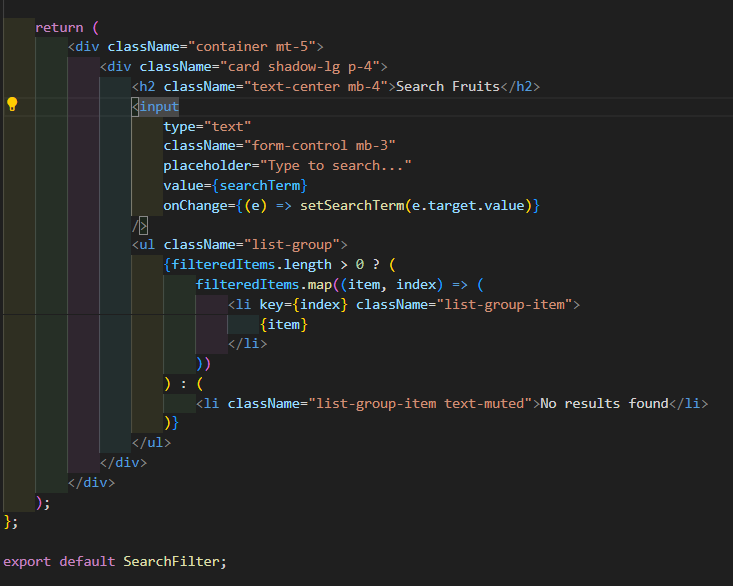 return (
<div className="container mt-5">
<div className="card shadow-lg p-4">
<h2 className="text-center mb-4">Search Fruits</h2>
<input
type="text"
className="form-control mb-3"
placeholder="Type to search..."
value={searchTerm}
onChange={(e) => setSearchTerm(e.target.value)}
/>
<ul className="list-group">
{filteredItems.length > 0 ? (
filteredItems.map((item, index) => (
<li key={index} className="list-group-item">
{item}
</li>
))
) : (
<li className="list-group-item text-muted">No results found</li>
)}
</ul>
</div>
</div>
);
};
export default SearchFilter;